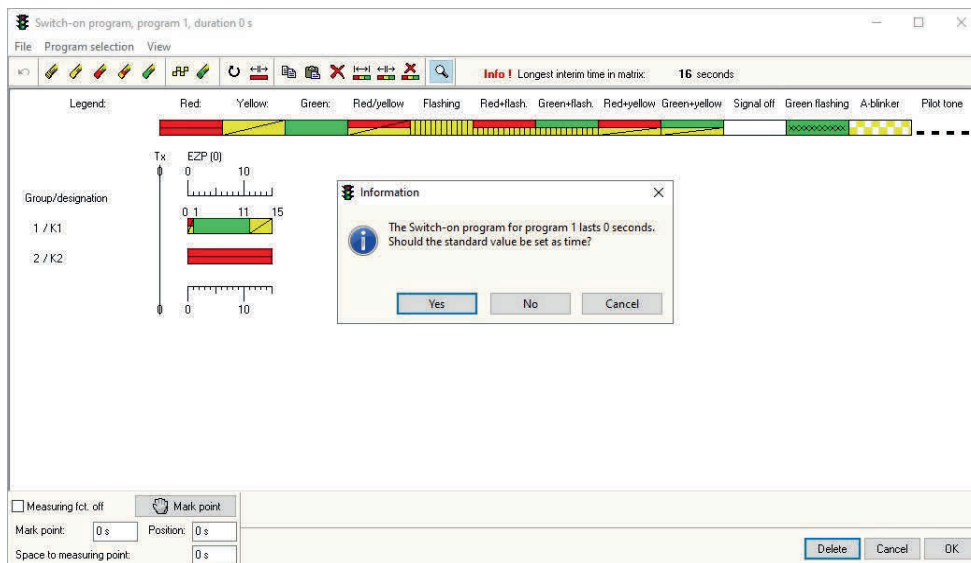 Switch-on program, program 1, duration 0 s
File Program selection View
Info ! Longest interim time in matrix: 16 seconds
Legend: Red: Yellow: Green: Red/yellow Flashing Red+flash. Green+flash. Red+yellow Green+yellow Signal off Green flashing A-blinker Pilot tone
Tx EZP (0)
0 0 10
Group/designation
0 1 11 15
1 / K1
2 / K2
0 0 10
Information
The Switch-on program for program 1 lasts 0 seconds.
Should the standard value be set as time?
Yes No Cancel
Measuring fct. off Mark point
Mark point: 0 s Position: 0 s
Space to measuring point: 0 s
Delete Cancel OK